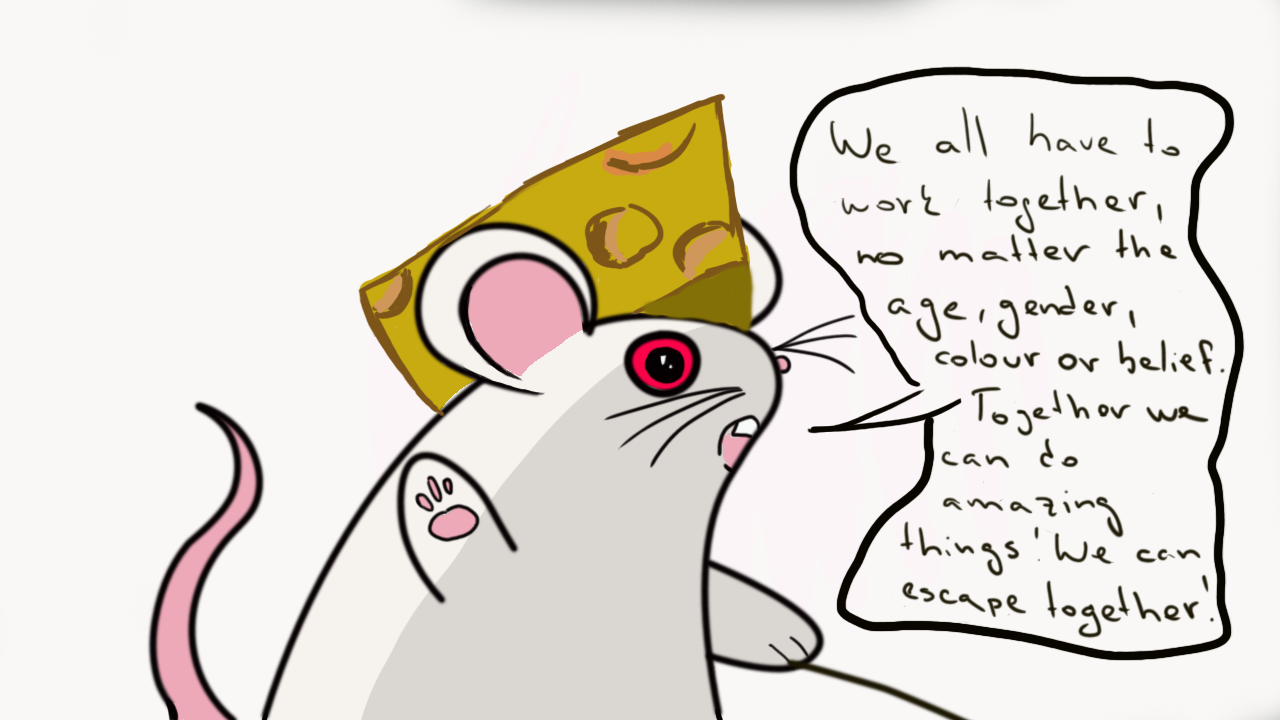 We all have to
work together,
no matter the
age, gender,
colour or belief.
Together we
can do
amazing
things! We can
escape together!